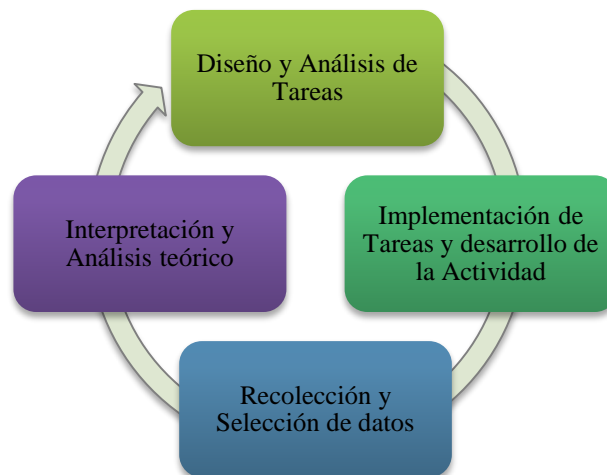 Diseño y Análisis de
Tareas
Implementación de
Tareas y desarrollo de
la Actividad
Recolección y
Selección de datos
Interpretación y
Análisis teórico